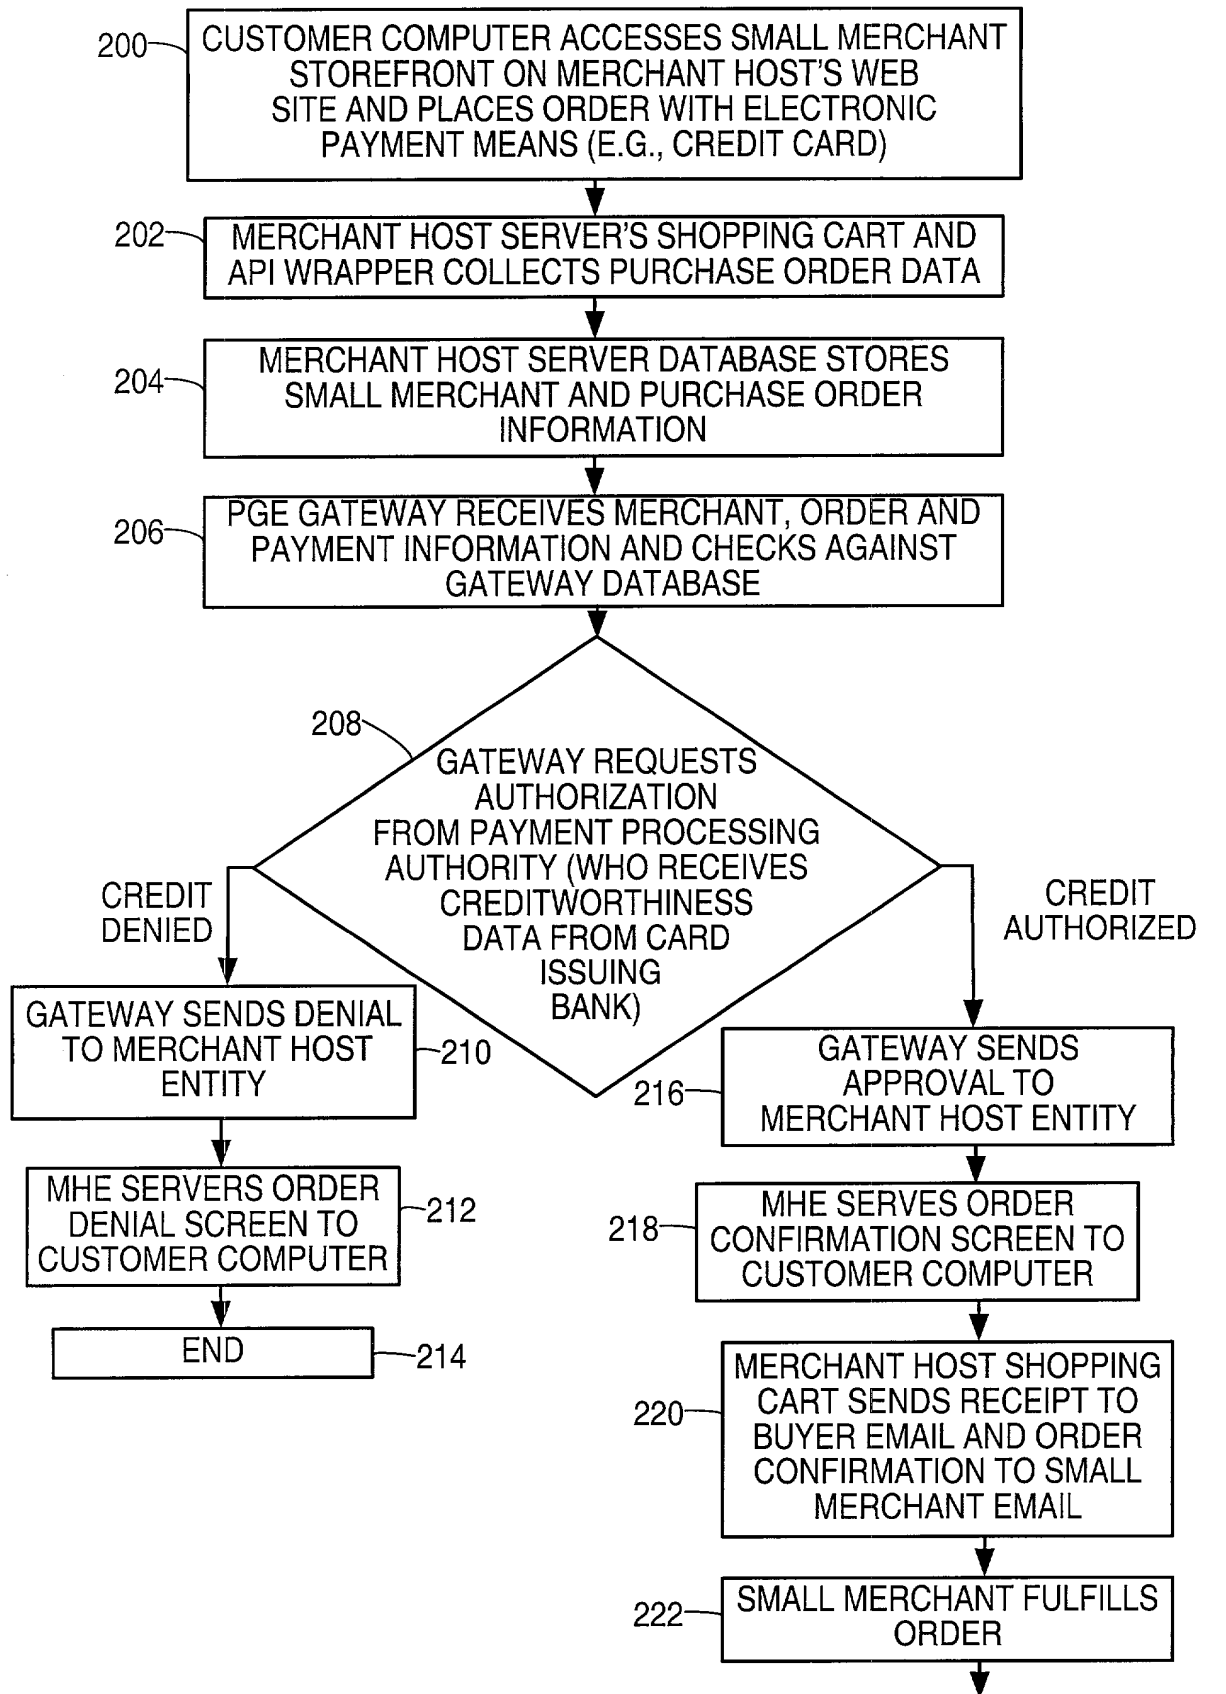 200
CUSTOMER COMPUTER ACCESSES SMALL MERCHANT
STOREFRONT ON MERCHANT HOST'S WEB
SITE AND PLACES ORDER WITH ELECTRONIC
PAYMENT MEANS (E.G., CREDIT CARD)
202
MERCHANT HOST SERVER'S SHOPPING CART AND
API WRAPPER COLLECTS PURCHASE ORDER DATA
204
MERCHANT HOST SERVER DATABASE STORES
SMALL MERCHANT AND PURCHASE ORDER
INFORMATION
206
PGE GATEWAY RECEIVES MERCHANT, ORDER AND
PAYMENT INFORMATION AND CHECKS AGAINST
GATEWAY DATABASE
208
GATEWAY REQUESTS
AUTHORIZATION
FROM PAYMENT PROCESSING
AUTHORITY (WHO RECEIVES
CREDITWORTHINESS
DATA FROM CARD
ISSUING
BANK)
CREDIT
DENIED
GATEWAY SENDS DENIAL
TO MERCHANT HOST
ENTITY
210
MHE SERVERS ORDER
DENIAL SCREEN TO
CUSTOMER COMPUTER
212
END
214
CREDIT
AUTHORIZED
216
GATEWAY SENDS
APPROVAL TO
MERCHANT HOST ENTITY
218
MHE SERVES ORDER
CONFIRMATION SCREEN TO
CUSTOMER COMPUTER
220
MERCHANT HOST SHOPPING
CART SENDS RECEIPT TO
BUYER EMAIL AND ORDER
CONFIRMATION TO SMALL
MERCHANT EMAIL
222
SMALL MERCHANT FULFILLS
ORDER